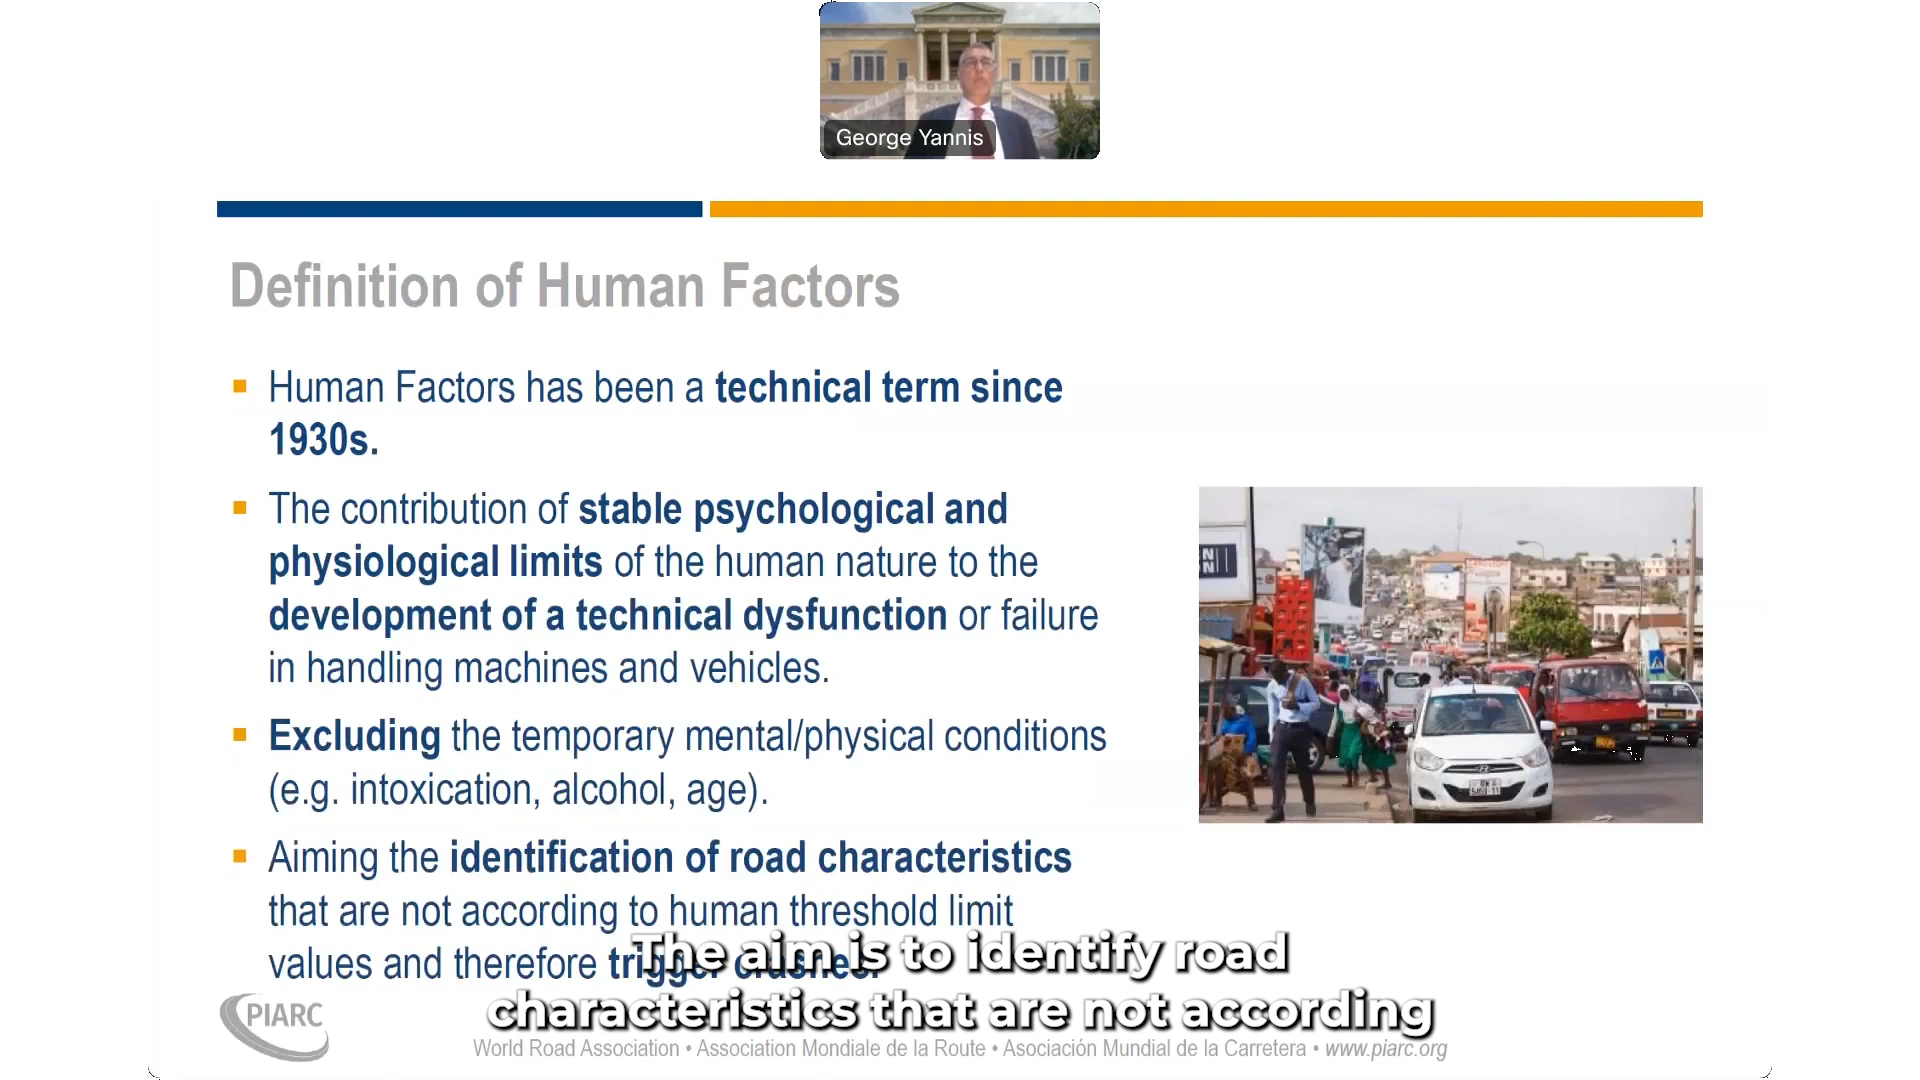 George Yannis
Definition of Human Factors
Human Factors has been a technical term since
1930s.
The contribution of stable psychological and
physiological limits of the human nature to the
development of a technical dysfunction or failure
in handling machines and vehicles.
Excluding the temporary mental/physical conditions
(e.g. intoxication, alcohol, age).
Aiming the identification of road characteristics
that are not according to human threshold limit
values and therefore trigger crashes.
The aim is to identify road
characteristics that are not according
PIARC
World Road Association • Association Mondiale de la Route • Asociación Mundial de la Carretera • www.piarc.org